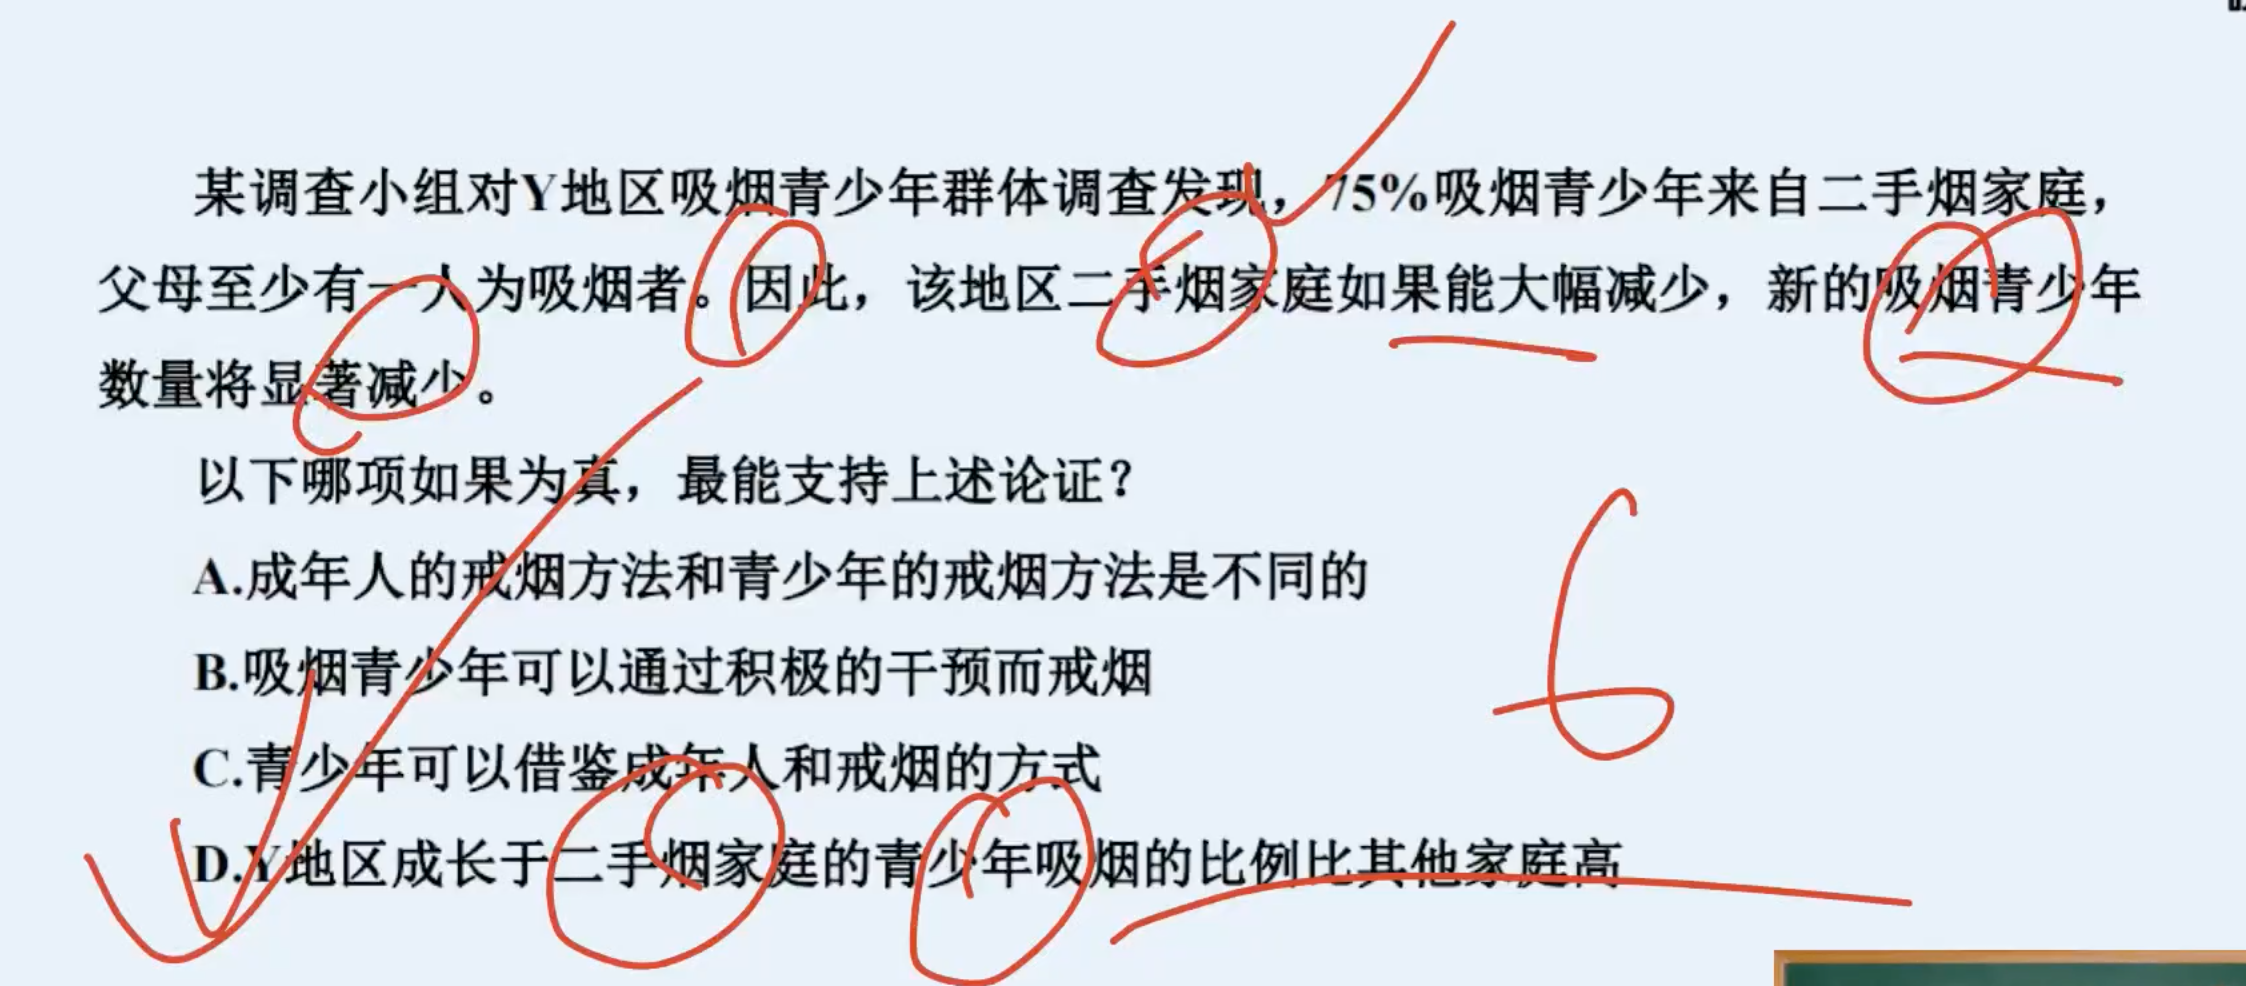 某调查小组对Y地区吸烟青少年群体调查发现，75%吸烟青少年来自二手烟家庭，
父母至少有一人为吸烟者。因此，该地区二手烟家庭如果能大幅减少，新的吸烟青少年
数量将显著减少。
以下哪项如果为真，最能支持上述论证？
A.成年人的戒烟方法和青少年的戒烟方法是不同的
B.吸烟青少年可以通过积极的干预而戒烟
C.青少年可以借鉴成年人和戒烟的方式
D.Y地区成长于二手烟家庭的青少年吸烟的比例比其他家庭高